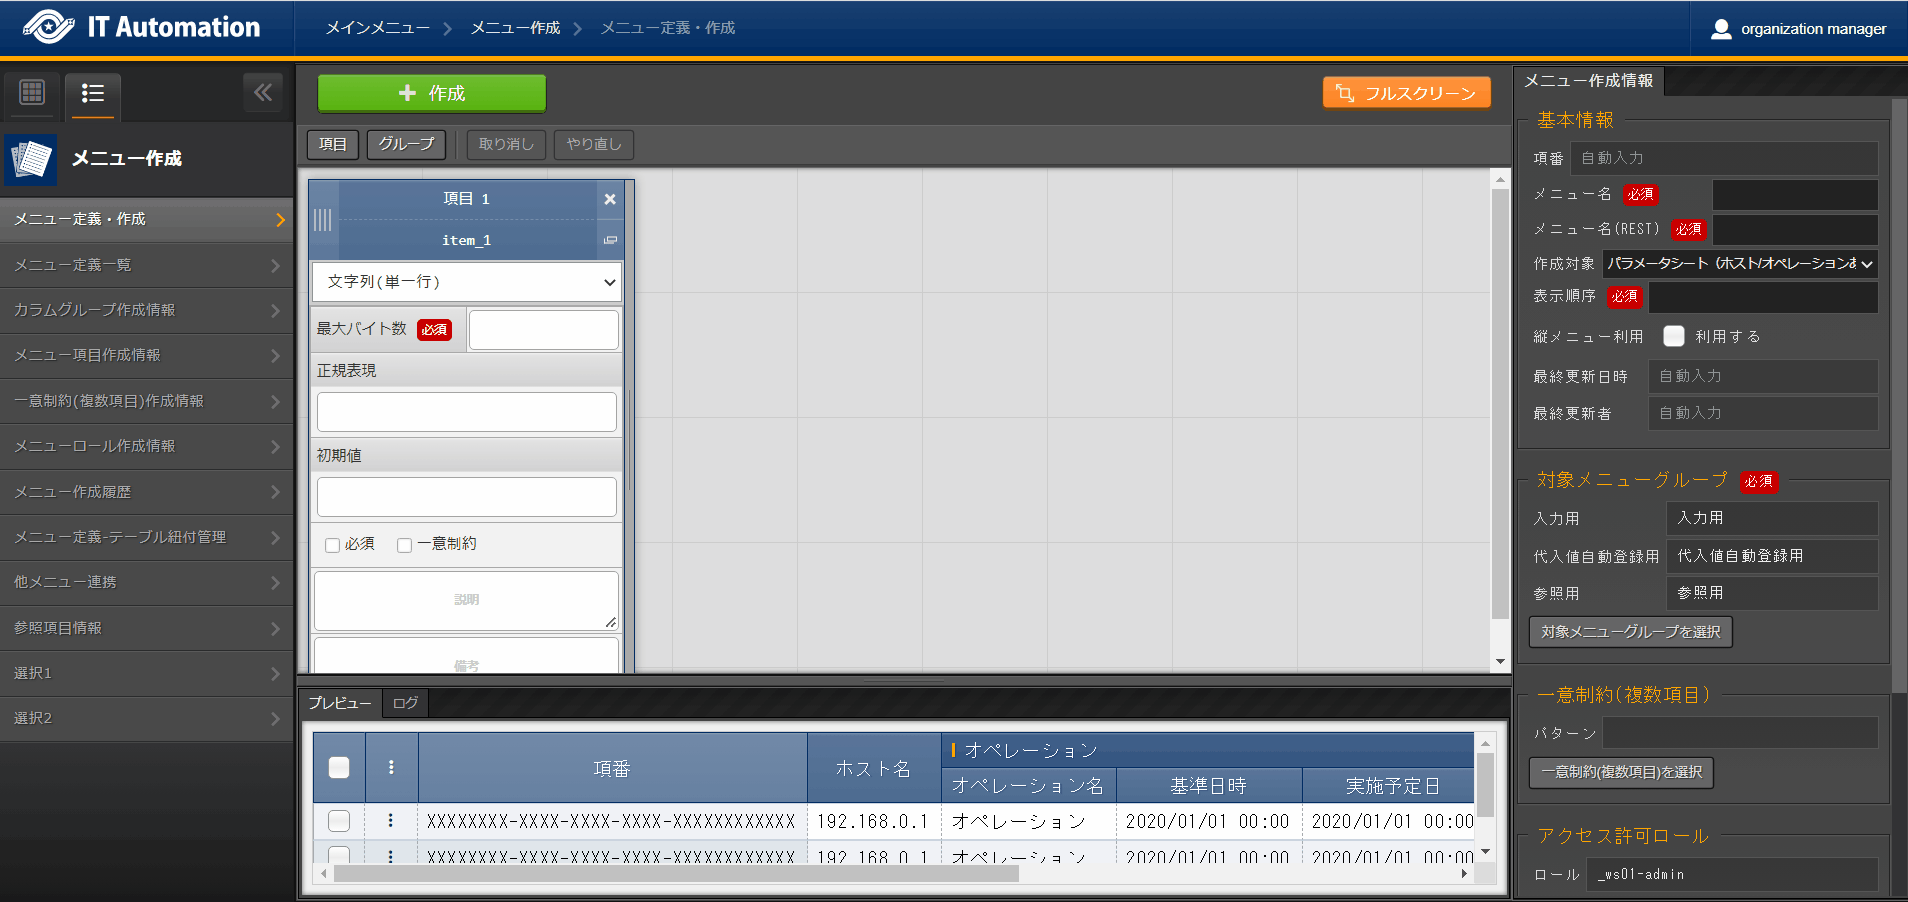 IT Automation
メインメニュー
メニュー作成
メニュー定義・作成
organization manager
メニュー作成
メニュー定義・作成
メニュー定義一覧
カラムグループ作成情報
メニュー項目作成情報
一意制約(複数項目)作成情報
メニューロール作成情報
メニュー作成履歴
メニュー定義-テーブル紐付管理
他メニュー連携
参照項目情報
選択1
選択2
作成
フルスクリーン
項目
グループ
取り消し
やり直し
項目 1
item_1
文字列(単一行)
最大バイト数 必須
正規表現
初期値
必須
一意制約
説明
備考
プレビュー
ログ
項番
ホスト名
オペレーション
オペレーション名
基準日時
実施予定日
XXXXXXXX-XXXX-XXXX-XXXX-XXXXXXXXXXXX
192.168.0.1
オペレーション
2020/01/01 00:00
2020/01/01 00:00
XXXXXXXX-XXXX-XXXX-XXXX-XXXXXXXXXXXX
192.168.0.1
オペレーション
2020/01/01 00:00
2020/01/01 00:00
メニュー作成情報
基本情報
項番 自動入力
メニュー名 必須
メニュー名(REST) 必須
作成対象 パラメータシート（ホスト/オペレーションあ
表示順序 必須
縦メニュー利用 利用する
最終更新日時 自動入力
最終更新者 自動入力
対象メニューグループ 必須
入力用 入力用
代入値自動登録用 代入値自動登録用
参照用 参照用
対象メニューグループを選択
一意制約(複数項目)
パターン
一意制約(複数項目)を選択
アクセス許可ロール
ロール _ws01-admin